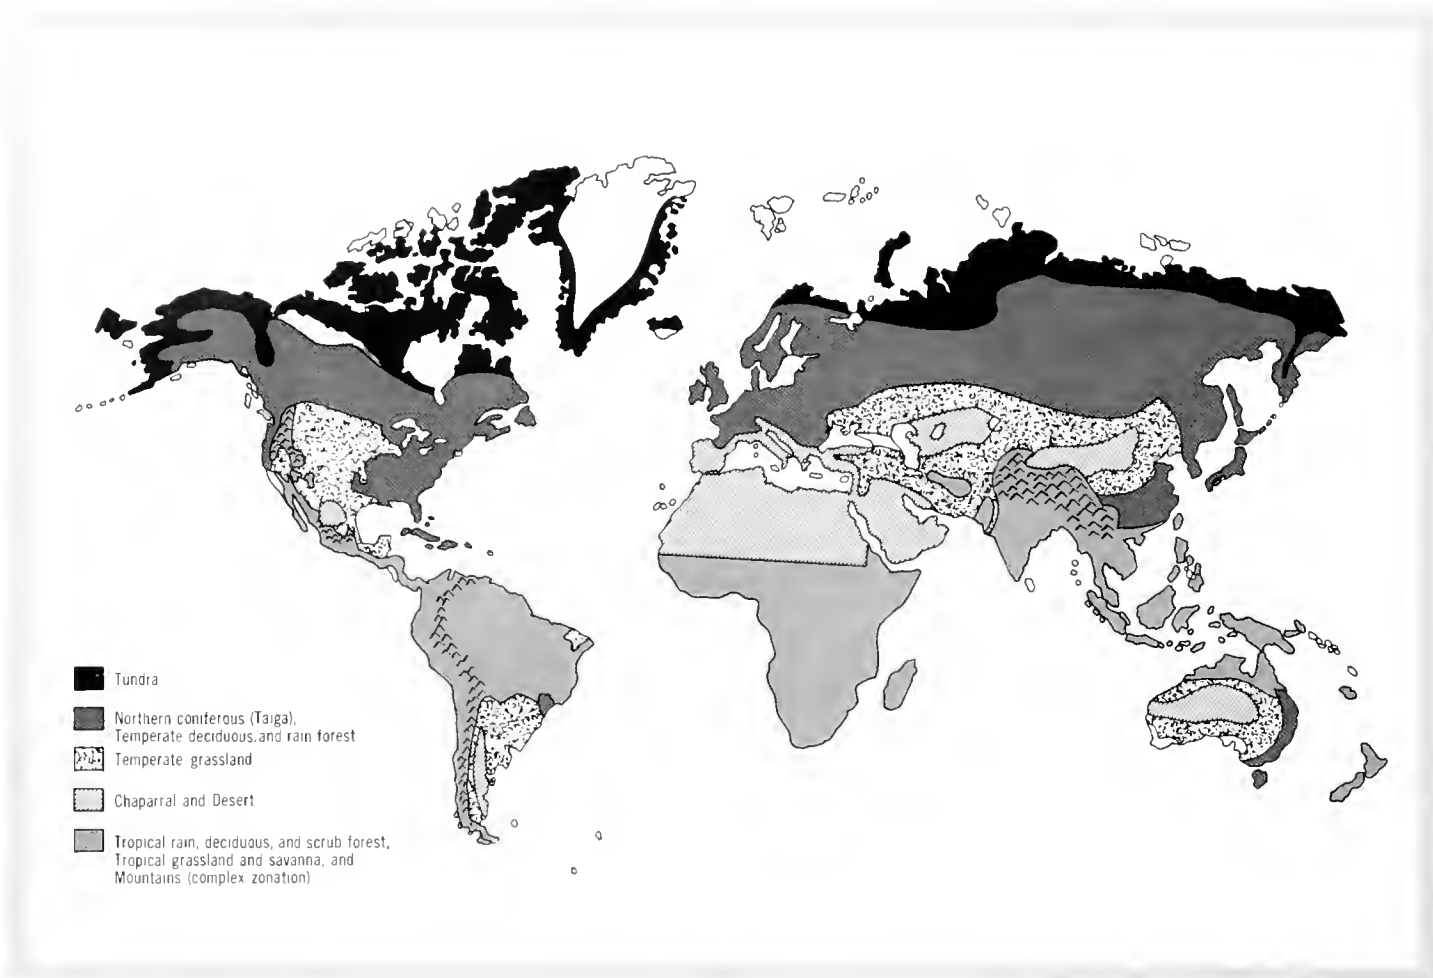 Tundra
Northern coniferous (Taiga),
Temperate deciduous, and rain forest
Temperate grassland
Chaparral and Desert
Tropical rain, deciduous, and scrub forest,
Tropical grassland and savanna, and
Mountains (complex zonation)